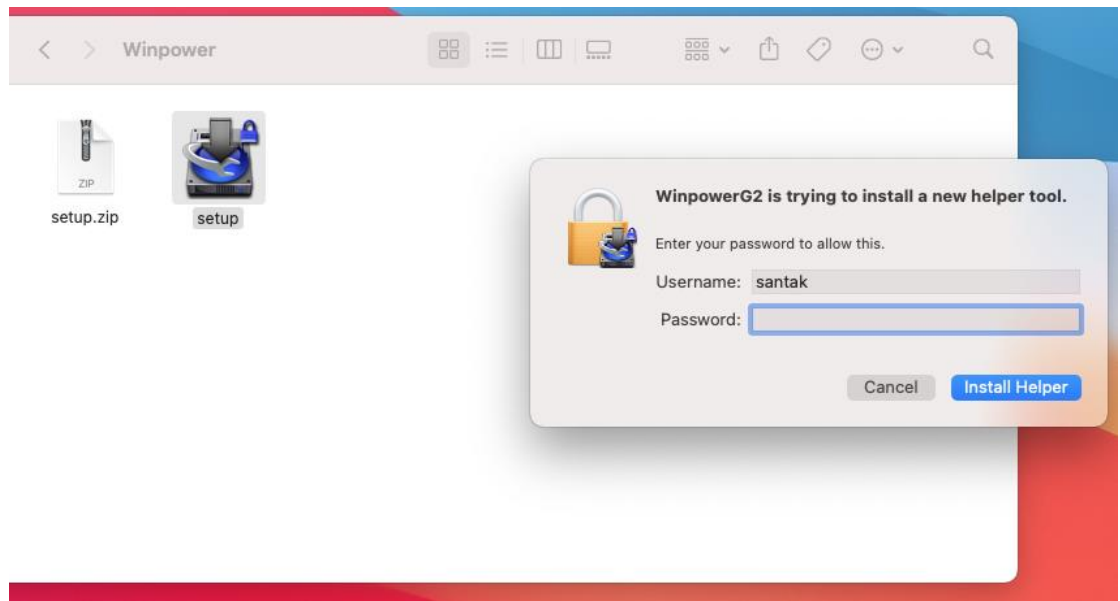 Winpower
ZIP
setup.zip
setup
WinpowerG2 is trying to install a new helper tool.
Enter your password to allow this.
Username: santak
Password:
Cancel Install Helper